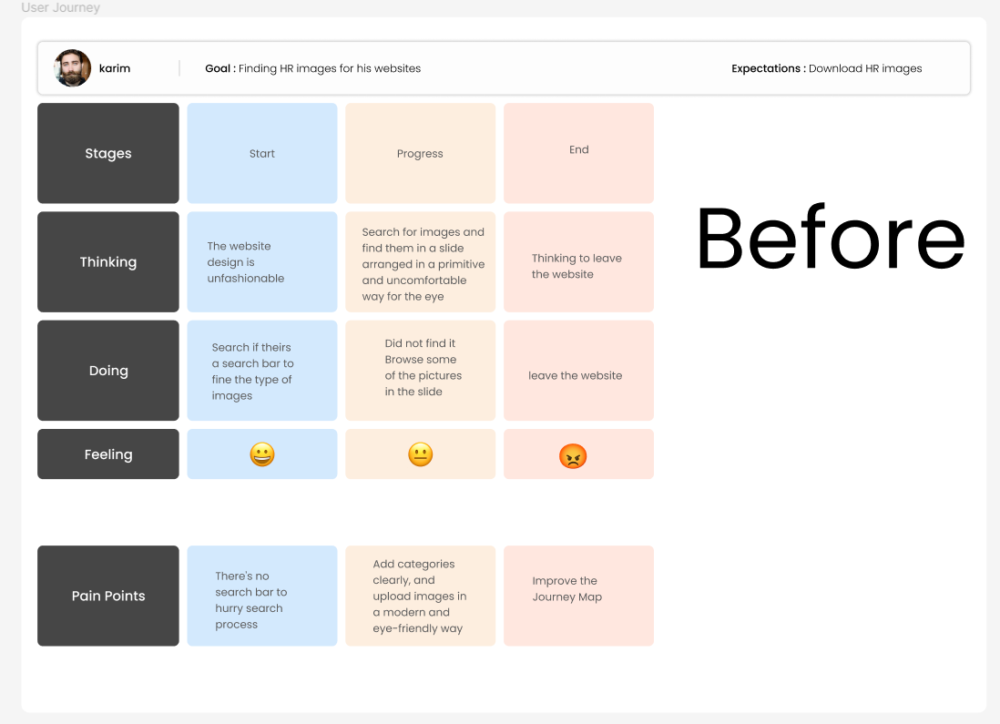 User Journey
karim
Goal : Finding HR images for his websites
Expectations : Download HR images
Stages
Start
Progress
End
Before
Thinking
The website
design is
unfashionable
Search for images and
find them in a slide
arranged in a primitive
and uncomfortable
way for the eye
Thinking to leave
the website
Doing
Search if theirs
a search bar to
fine the type of
images
Did not find it
Browse some
of the pictures
in the slide
leave the website
Feeling
Pain Points
There's no
search bar to
hurry search
process
Add categories
clearly, and
upload images in
a modern and
eye-friendly way
Improve the
Journey Map